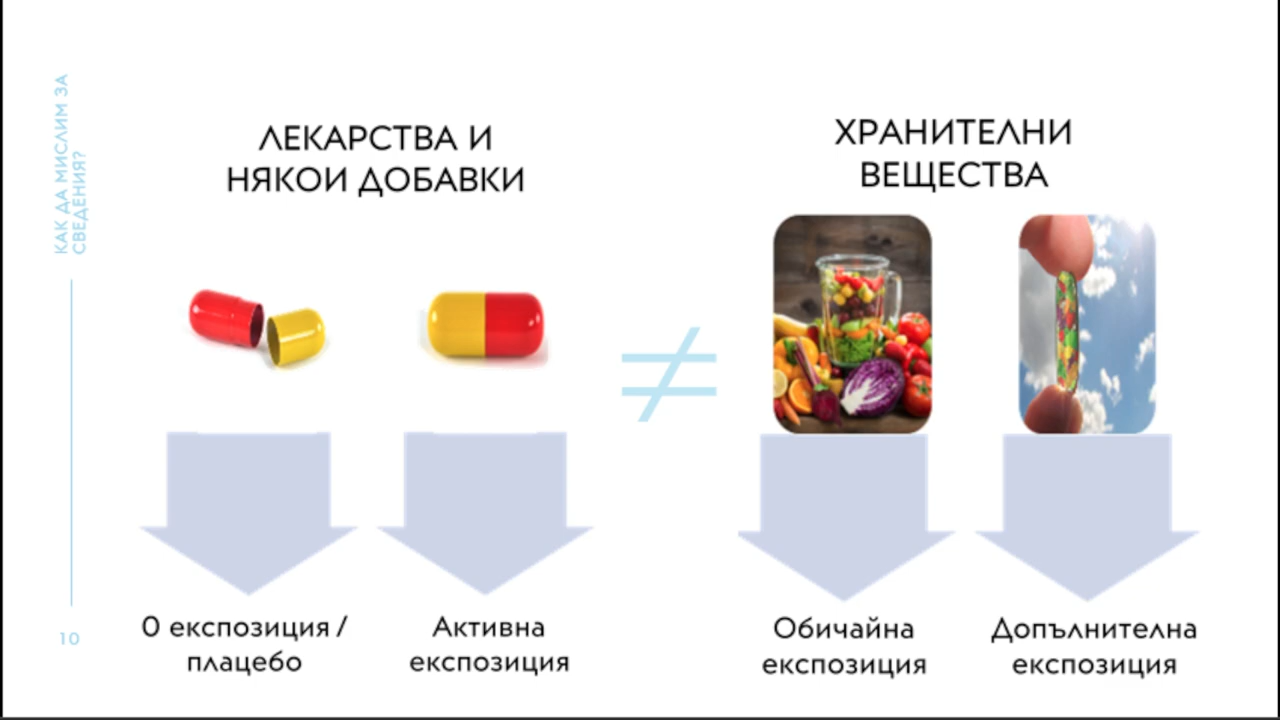 КАК ДА МИСЛИМ ЗА
СВЕДЕНИЯ?
10
ЛЕКАРСТВА И
НЯКОИ ДОБАВКИ
ХРАНИТЕЛНИ
ВЕЩЕСТВА
≠
0 експозиция /
плацебо
Активна
експозиция
Обичайна
експозиция
Допълнителна
експозиция